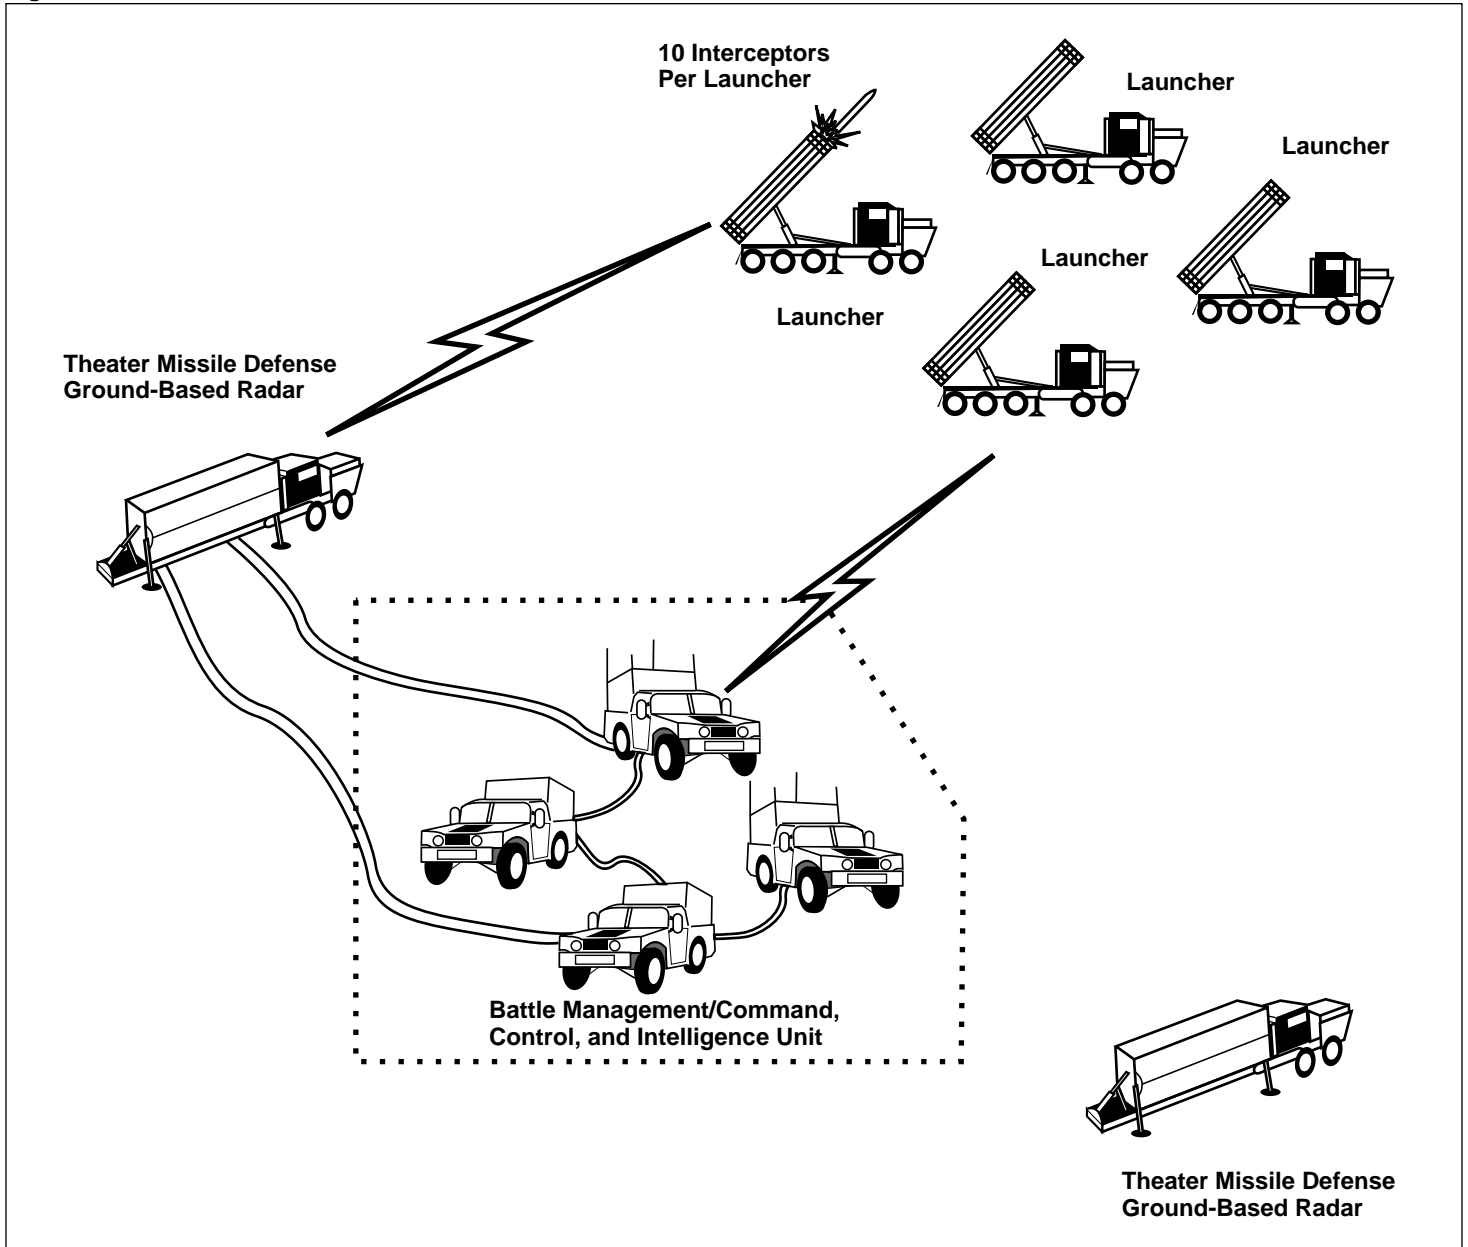 10 Interceptors
Per Launcher
Launcher
Launcher
Launcher
Launcher
Theater Missile Defense
Ground-Based Radar
Battle Management/Command,
Control, and Intelligence Unit
Theater Missile Defense
Ground-Based Radar